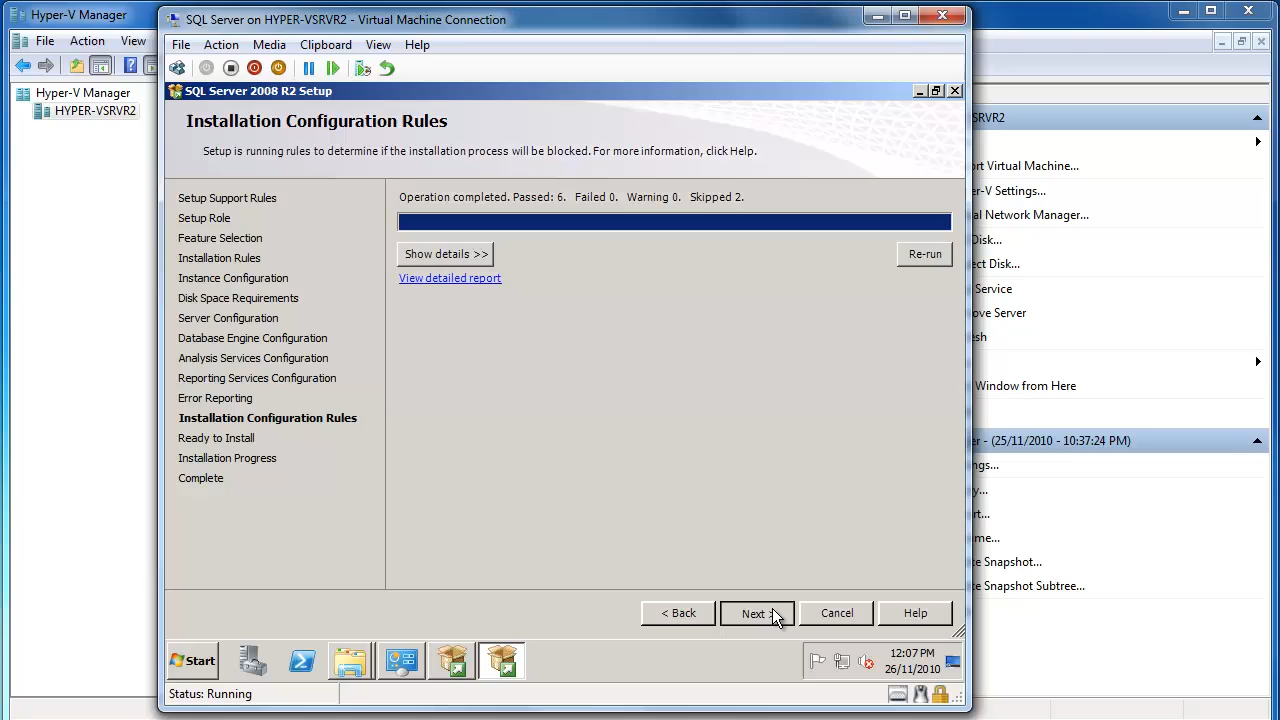 Hyper-V Manager
File Action View
Hyper-V Manager
HYPER-VSRVR2
SQL Server on HYPER-VSRVR2 - Virtual Machine Connection
File Action Media Clipboard View Help
SQL Server 2008 R2 Setup
Installation Configuration Rules
Setup is running rules to determine if the installation process will be blocked. For more information, click Help.
Setup Support Rules
Setup Role
Feature Selection
Installation Rules
Instance Configuration
Disk Space Requirements
Server Configuration
Database Engine Configuration
Analysis Services Configuration
Reporting Services Configuration
Error Reporting
Installation Configuration Rules
Ready to Install
Installation Progress
Complete
Operation completed. Passed: 6. Failed 0. Warning 0. Skipped 2.
Show details >>
Re-run
View detailed report
< Back
Next >
Cancel
Help
Start
12:07 PM
26/11/2010
Status: Running
SRVR2
rt Virtual Machine...
er-V Settings...
al Network Manager...
Disk...
ect Disk...
Service
ove Server
esh
Window from Here
er - (25/11/2010 - 10:37:24 PM)
ngs...
y...
rt...
me...
te Snapshot...
te Snapshot Subtree...